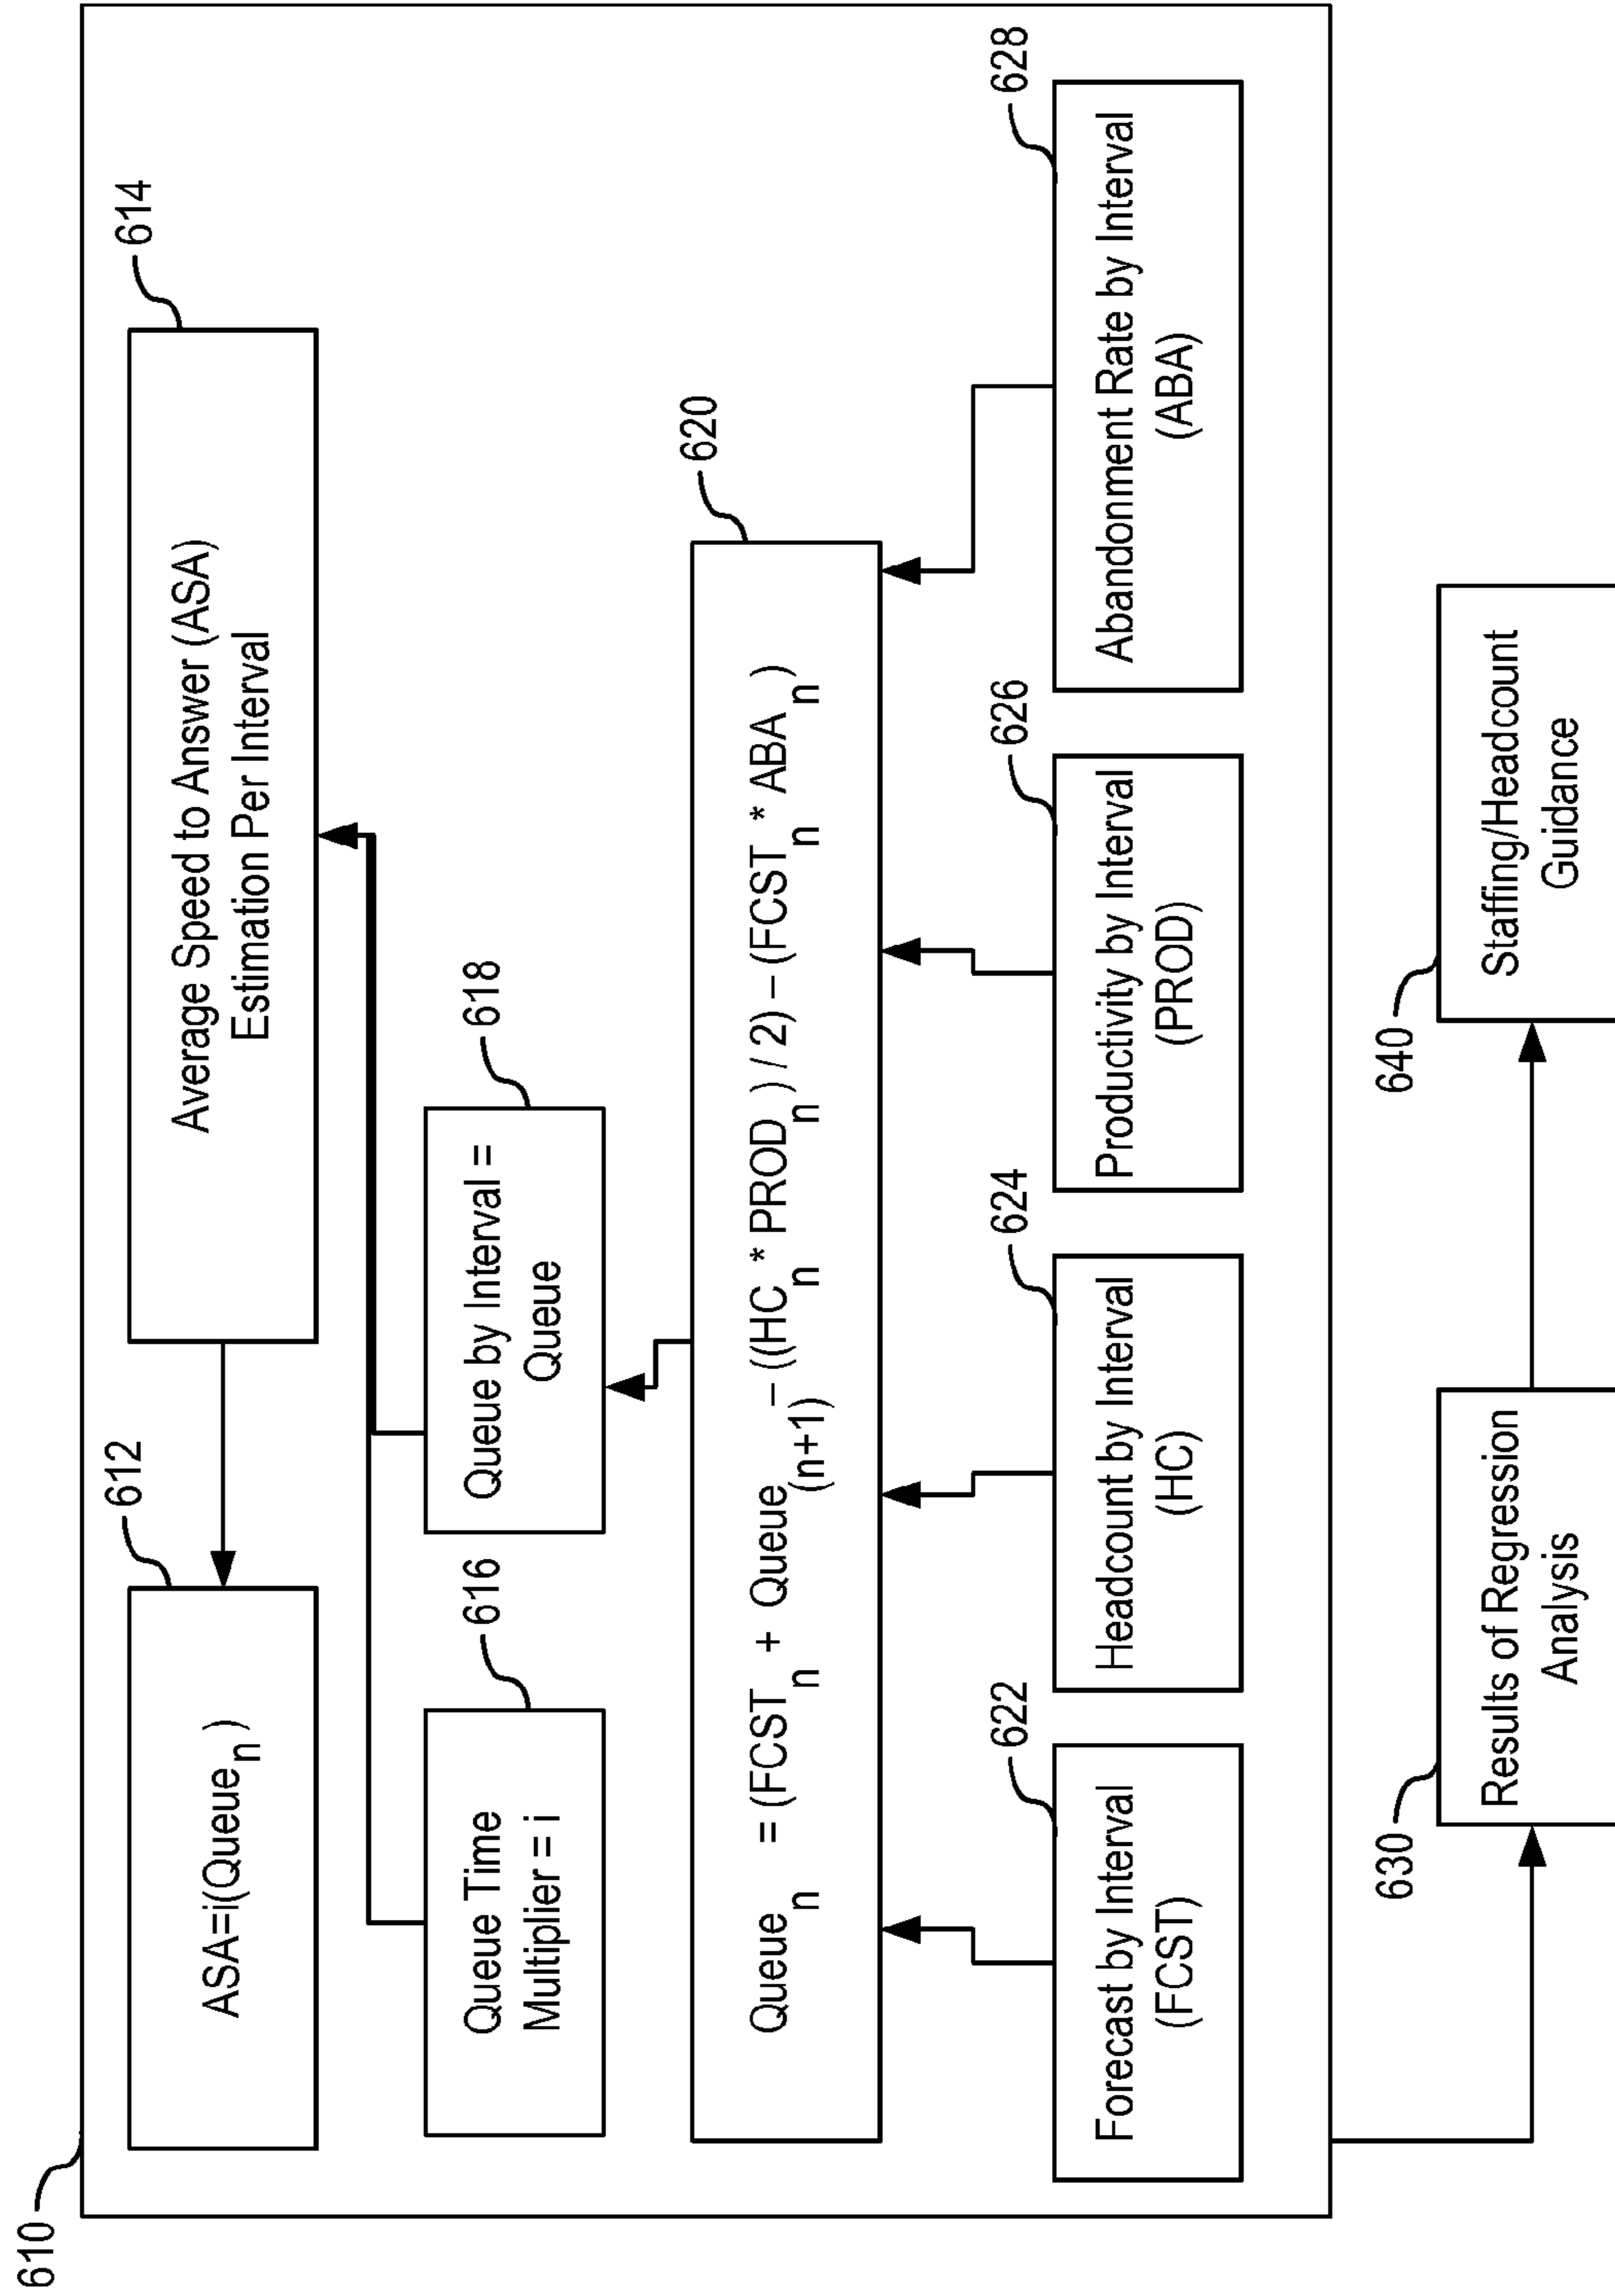 610
612
ASA=i(Queue n )
614
Average Speed to Answer (ASA)
Estimation Per Interval
616
Queue Time
Multiplier = i
618
Queue by Interval =
Queue
620
Queue n = (FCST n + Queue (n+1) – ((HC n * PROD n ) / 2) – (FCST n * ABA n )
622
Forecast by Interval
(FCST)
624
Headcount by Interval
(HC)
626
Productivity by Interval
(PROD)
628
Abandonment Rate by Interval
(ABA)
630
Results of Regression
Analysis
640
Staffing/Headcount
Guidance